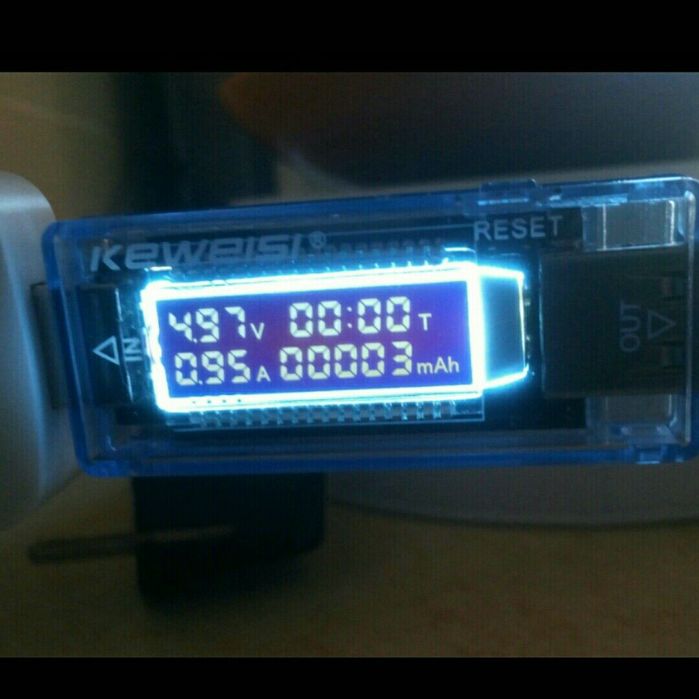 KEWEISI®
RESET
4.97V 00:00T
0.95A 00003mAh
IN
OUT